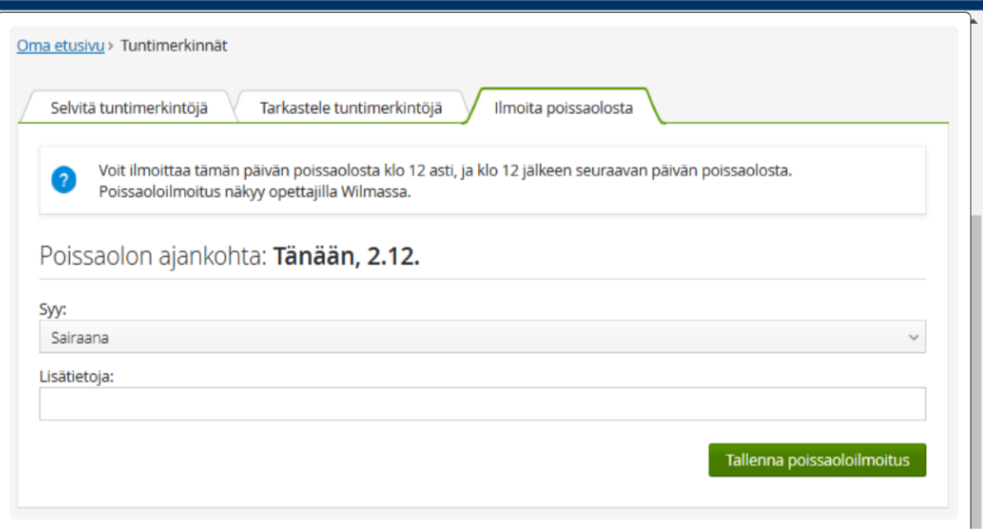 Oma etusivu › Tuntimerkinnät
Selvitä tuntimerkintöjä Tarkastele tuntimerkintöjä Ilmoita poissaolosta
Voit ilmoittaa tämän päivän poissaolosta klo 12 asti, ja klo 12 jälkeen seuraavan päivän poissaolosta.
Poissaoloilmoitus näkyy opettajilla Wilmassa.
Poissaolon ajankohta: Tänään, 2.12.
Syy:
Sairaana
Lisätietoja:
Tallenna poissaoloilmoitus